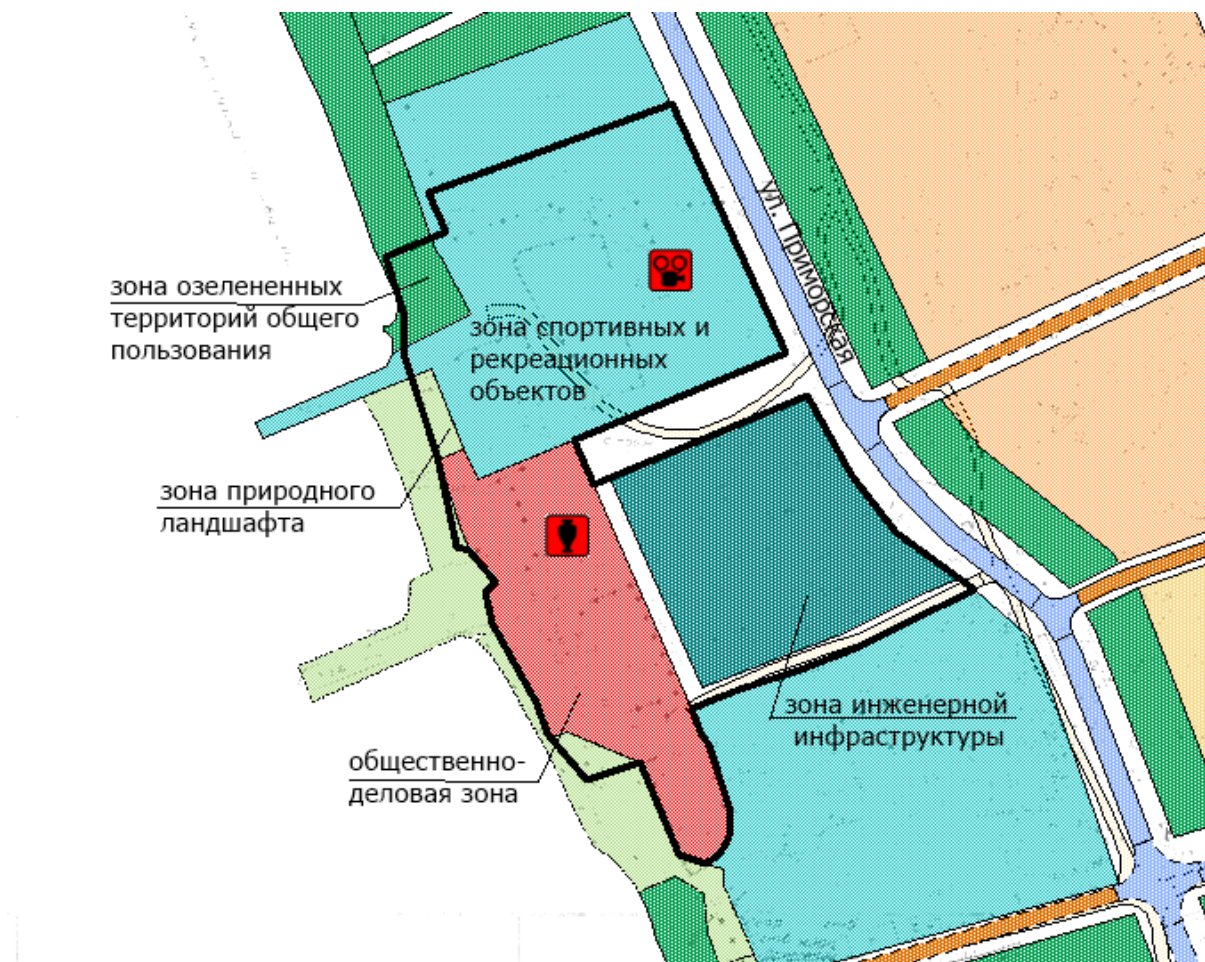 ул. Приморская
зона озелененных
территорий общего
пользования
зона спортивных и
рекреационных
объектов
зона природного
ландшафта
зона инженерной
инфраструктуры
общественно-
деловая зона